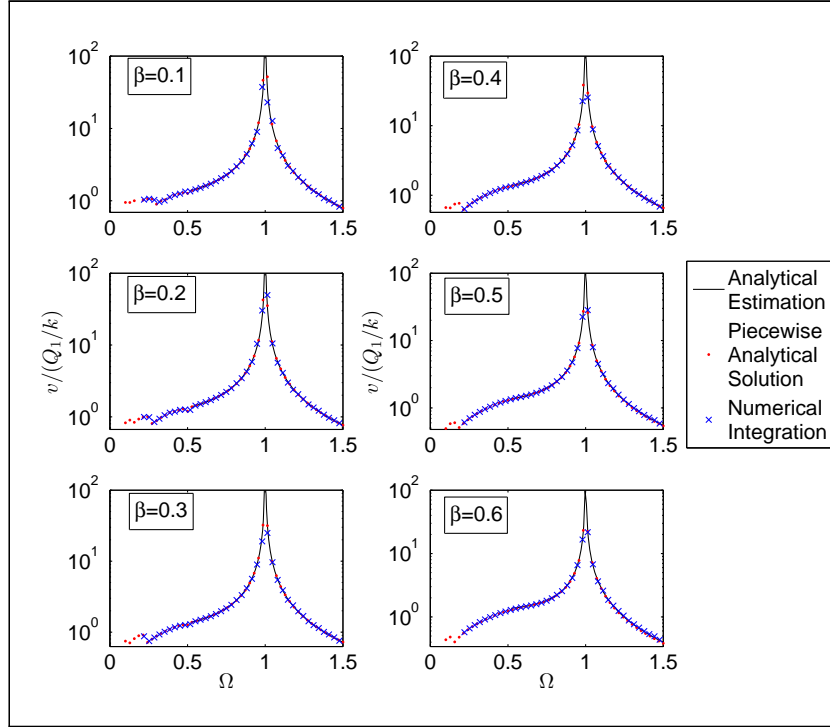 10^2
10^1
10^0
β=0.1
0 0.5 1 1.5
10^2
10^1
10^0
β=0.4
0 0.5 1 1.5
v/(Q_1/k)
10^2
10^1
10^0
β=0.2
0 0.5 1 1.5
v/(Q_1/k)
10^2
10^1
10^0
β=0.5
0 0.5 1 1.5
10^2
10^1
10^0
β=0.3
0 0.5 1 1.5
Ω
10^2
10^1
10^0
β=0.6
0 0.5 1 1.5
Ω
Analytical
Estimation
Piecewise
Analytical
Solution
Numerical
Integration